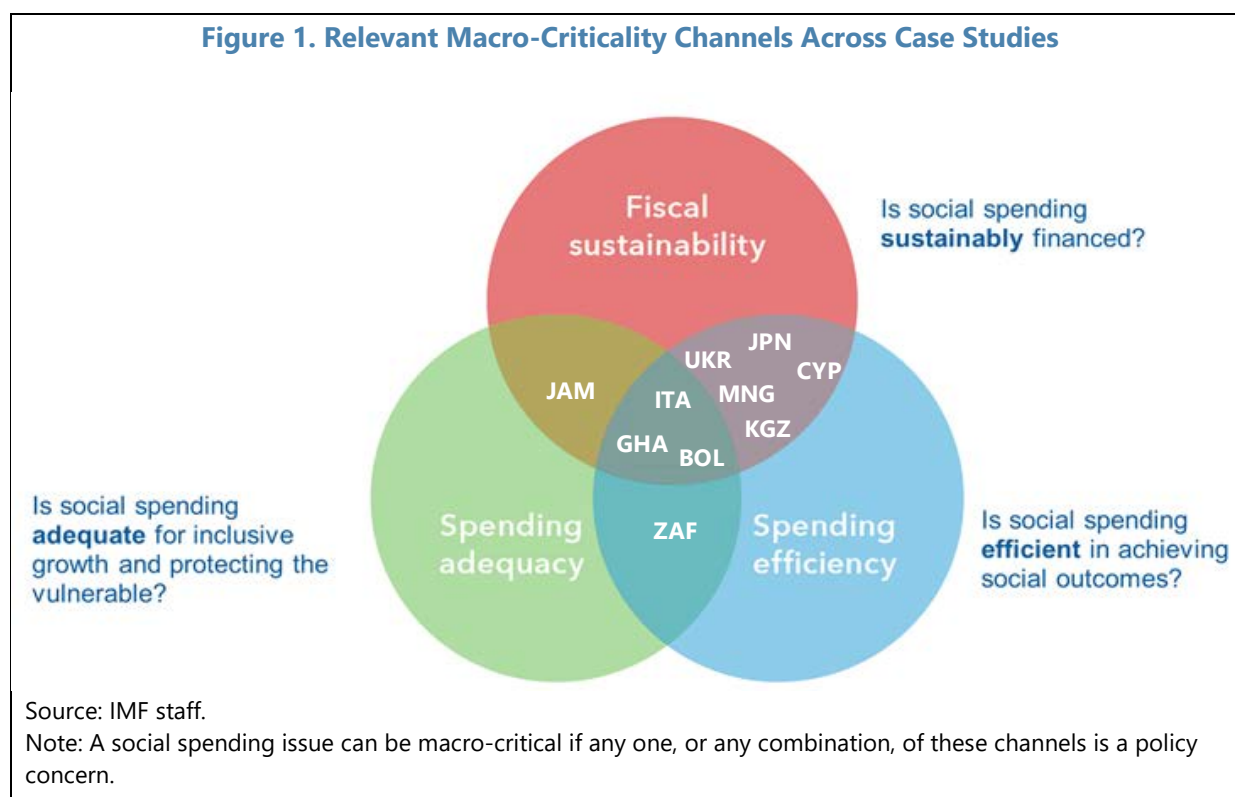 Figure 1. Relevant Macro-Criticality Channels Across Case Studies
Fiscal
sustainability
Is social spending
sustainably financed?
JPN
UKR
CYP
JAM
ITA
MNG
KGZ
GHA
BOL
Is social spending
adequate for inclusive
growth and protecting the
vulnerable?
Spending
adequacy
ZAF
Spending
efficiency
Is social spending
efficient in achieving
social outcomes?
Source: IMF staff.
Note: A social spending issue can be macro-critical if any one, or any combination, of these channels is a policy
concern.